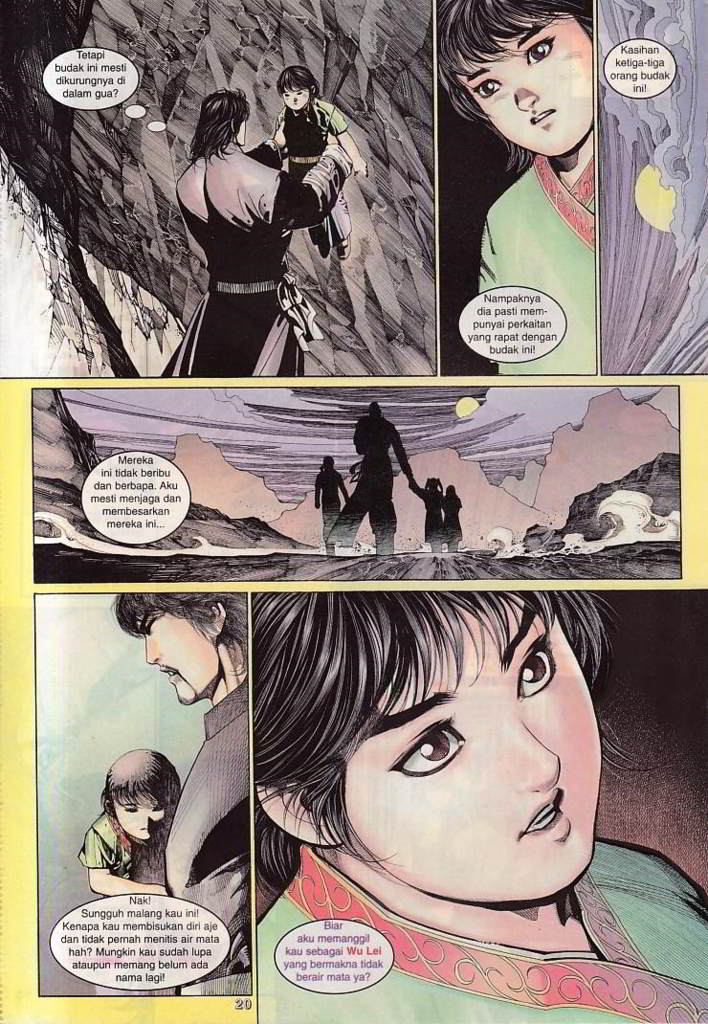 Tetapi
budak ini mesti
dikurungnya di
dalam gua?
Kasihan
ketiga-tiga
orang budak
ini!
Nampaknya
dia pasti mem-
punyai perkaitan
yang rapat dengan
budak ini!
Mereka
ini tidak beribu
dan berbapa. Aku
mesti menjaga dan
membesarkan
mereka ini...
Nak!
Sungguh malang kau ini!
Kenapa kau membisukan diri aje
dan tidak pernah menitis air mata
hah? Mungkin kau sudah lupa
ataupun memang belum ada
nama lagi!
Biar
aku memanggil
kau sebagai Wu Lei
yang bermakna tidak
berair mata ya?
20